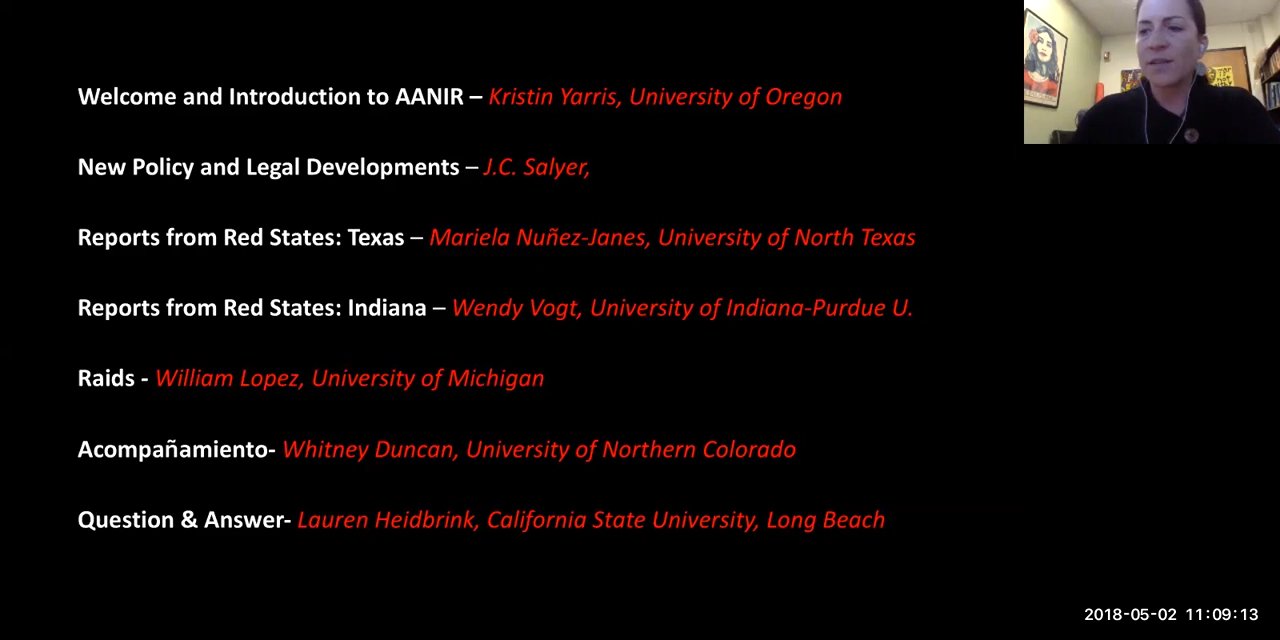 Welcome and Introduction to AANIR – Kristin Yarris, University of Oregon
New Policy and Legal Developments – J.C. Salyer,
Reports from Red States: Texas – Mariela Nuñez-Janes, University of North Texas
Reports from Red States: Indiana – Wendy Vogt, University of Indiana-Purdue U.
Raids - William Lopez, University of Michigan
Acompañamiento- Whitney Duncan, University of Northern Colorado
Question & Answer- Lauren Heidbrink, California State University, Long Beach
2018-05-02 11:09:13